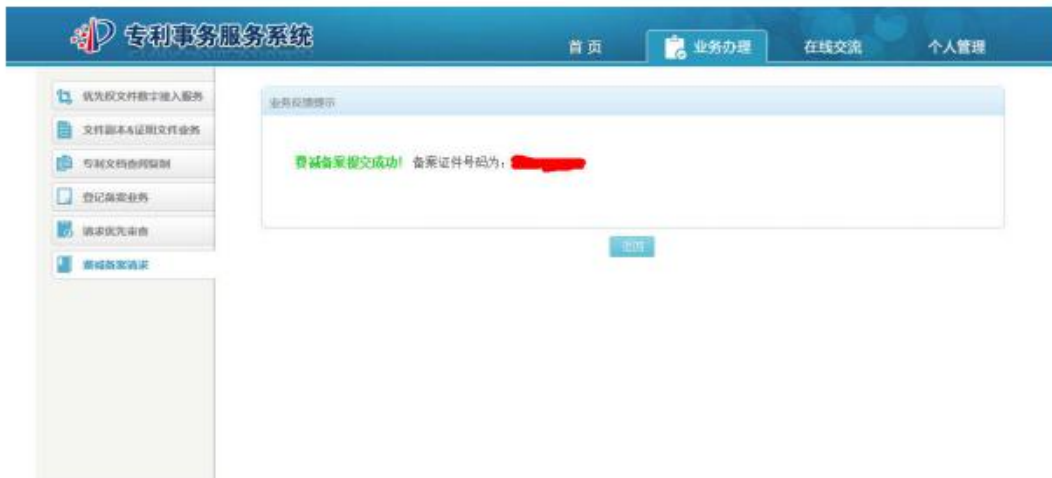 专利事务服务系统
首页
业务办理
在线交流
个人管理
优先权文件数字接入服务
文件副本&证明文件业务
专利文档查阅复制
登记备案业务
请求优先审查
费减备案请求
业务反馈提示
费减备案提交成功! 备案证件号码为:
返回